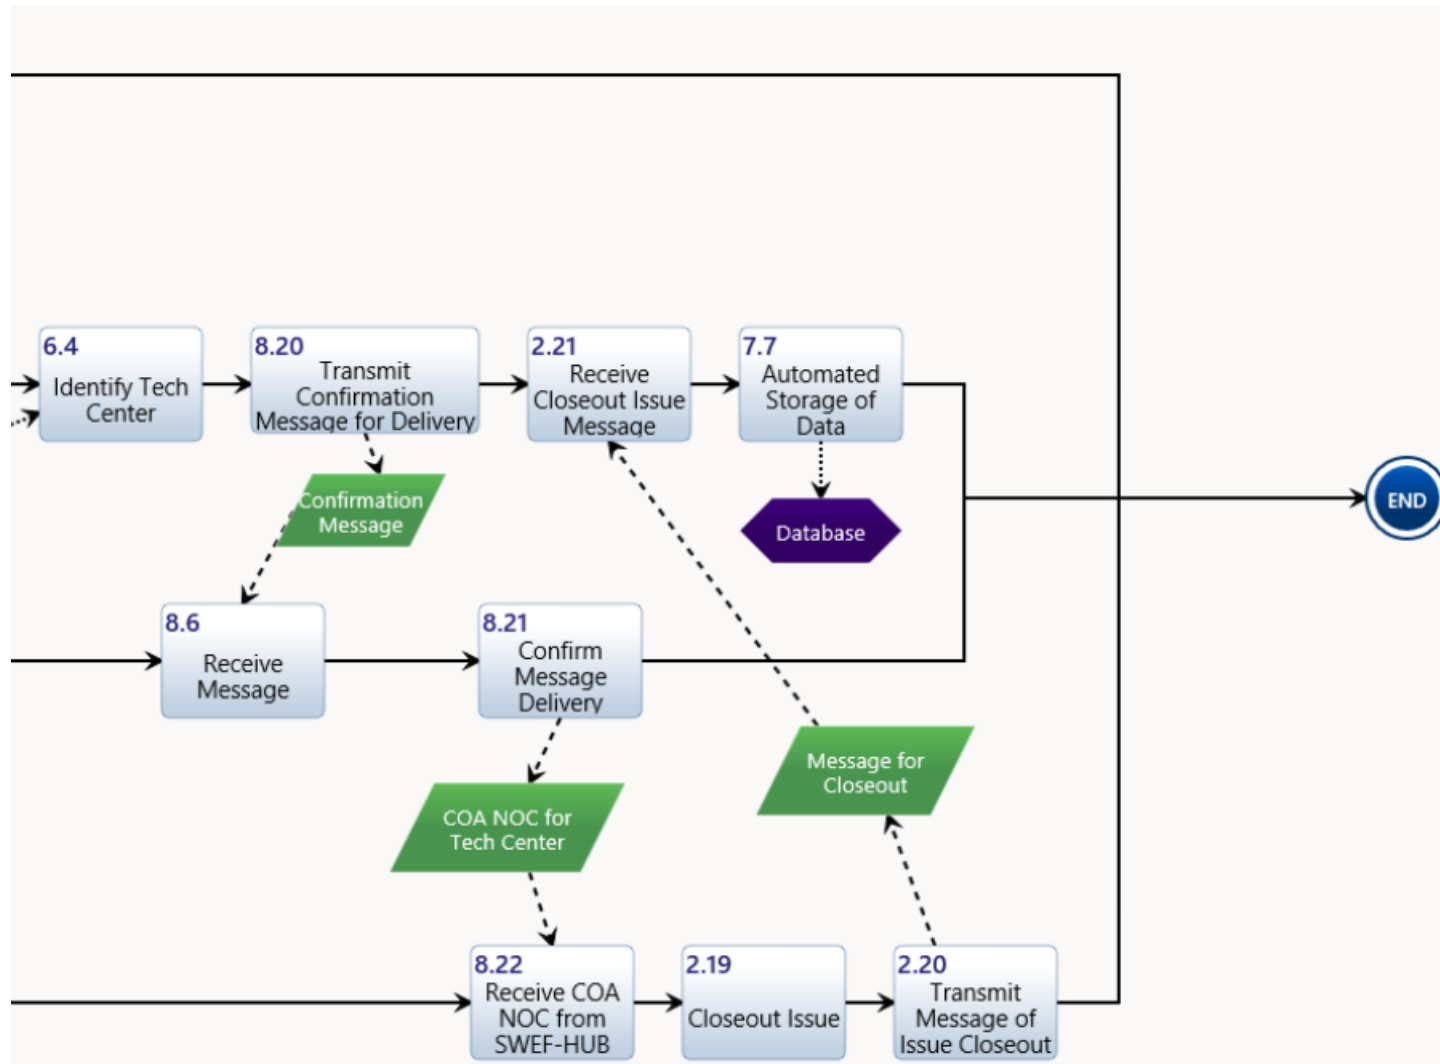 6.4
Identify Tech
Center
8.20
Transmit
Confirmation
Message for Delivery
2.21
Receive
Closeout Issue
Message
7.7
Automated
Storage of
Data
Confirmation
Message
Database
END
8.6
Receive
Message
8.21
Confirm
Message
Delivery
Message for
Closeout
COA NOC for
Tech Center
8.22
Receive COA
NOC from
SWEF-HUB
2.19
Closeout Issue
2.20
Transmit
Message of
Issue Closeout